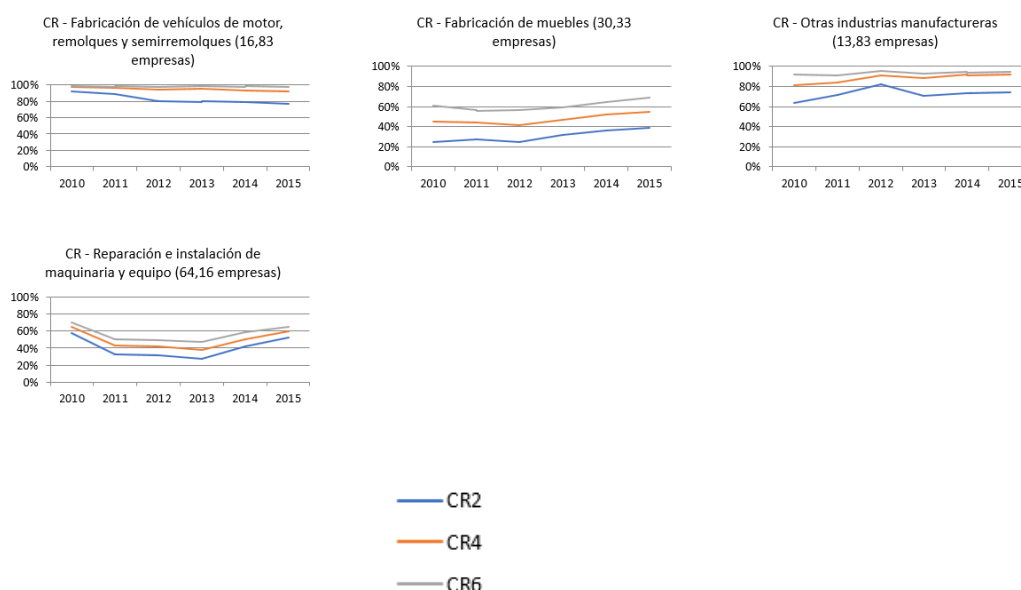 CR - Fabricación de vehículos de motor,
remolques y semirremolques (16,83
empresas)
100%
80%
60%
40%
20%
0%
2010 2011 2012 2013 2014 2015
CR - Fabricación de muebles (30,33
empresas)
100%
80%
60%
40%
20%
0%
2010 2011 2012 2013 2014 2015
CR - Otras industrias manufactureras
(13,83 empresas)
100%
80%
60%
40%
20%
0%
2010 2011 2012 2013 2014 2015
CR - Reparación e instalación de
maquinaria y equipo (64,16 empresas)
100%
80%
60%
40%
20%
0%
2010 2011 2012 2013 2014 2015
CR2
CR4
CR6